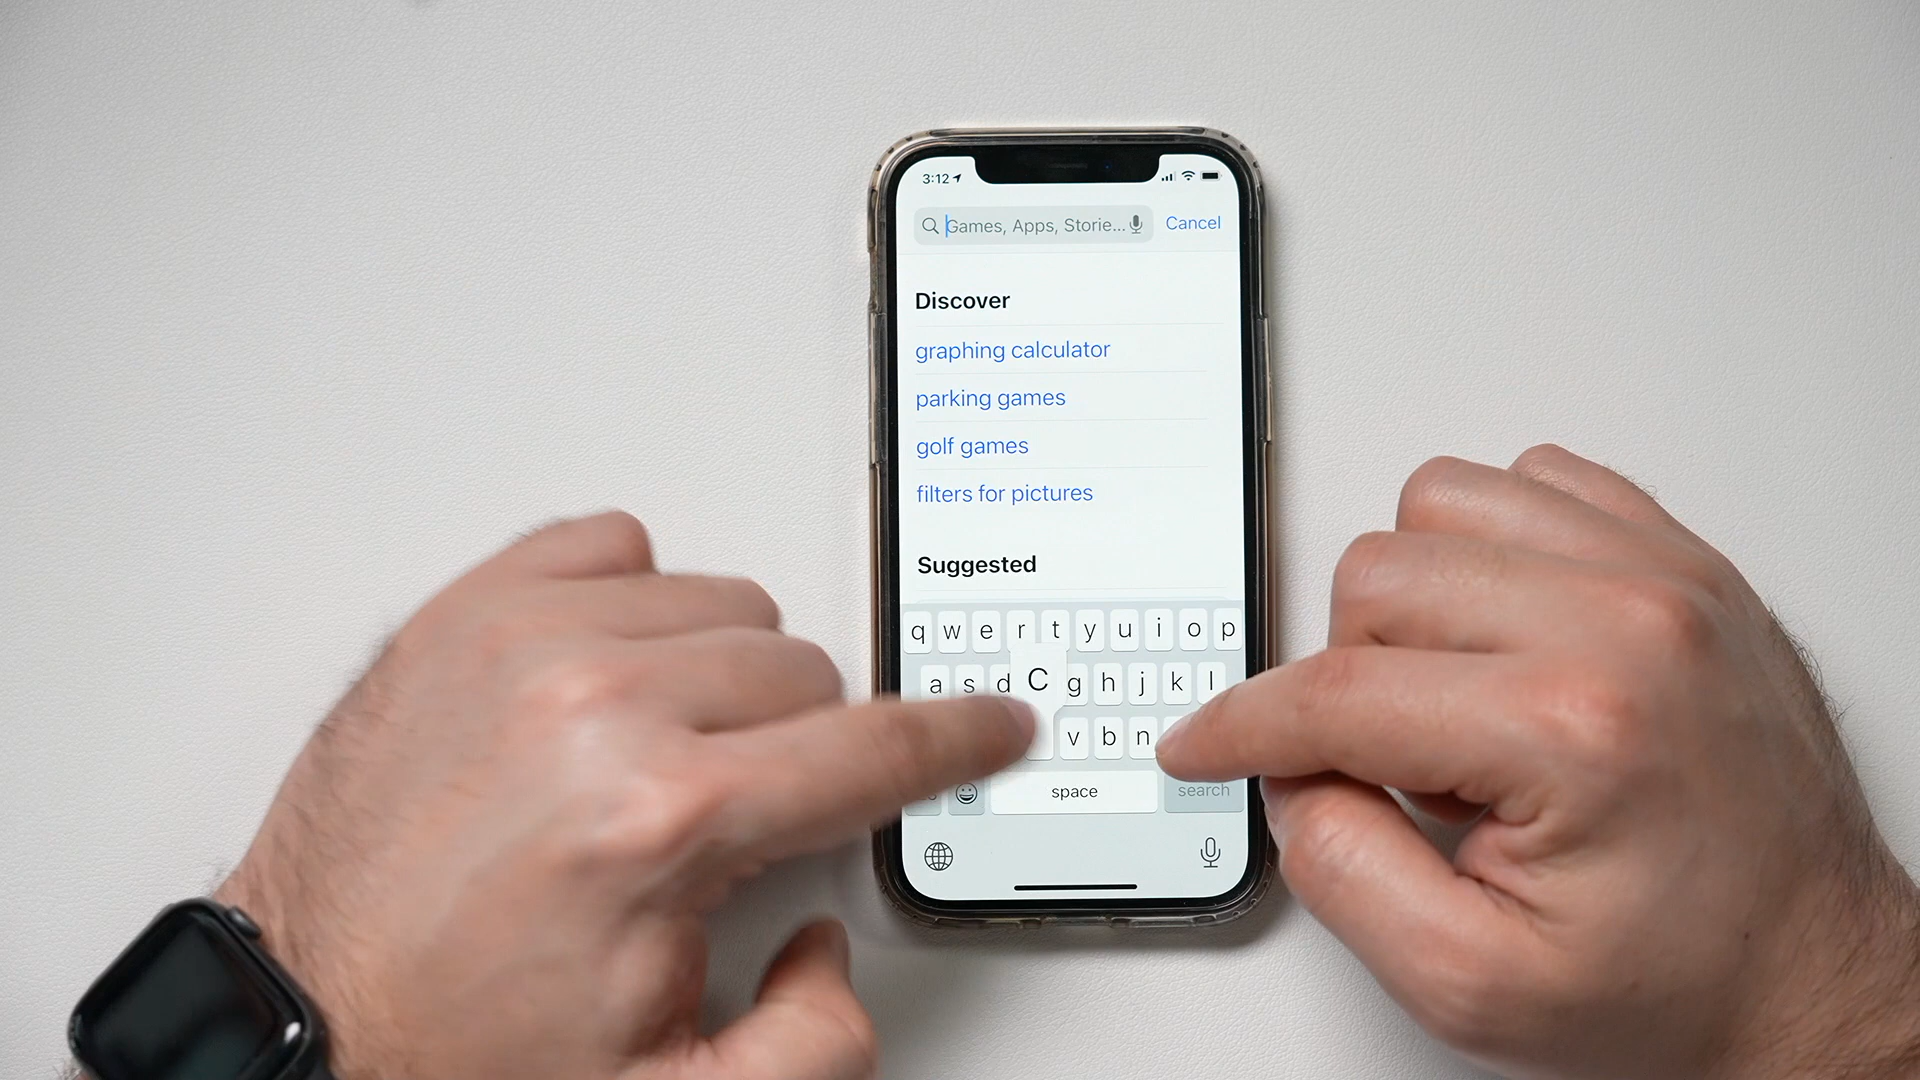 3:12
Games, Apps, Storie... Cancel
Discover
graphing calculator
parking games
golf games
filters for pictures
Suggested
q w e r t y u i o p
a s d C g h j k l
v b n
space search